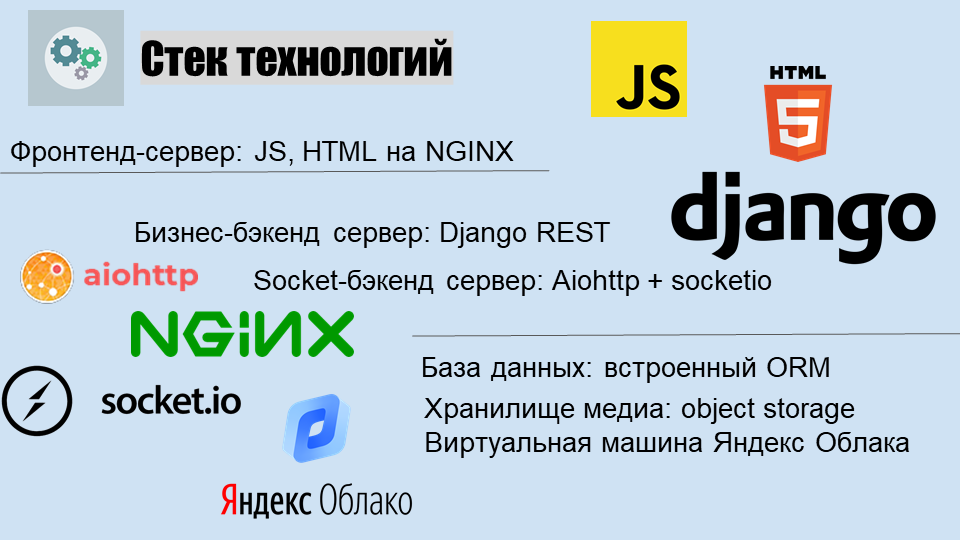 Стек технологий
JS
HTML
5
Фронтенд-сервер: JS, HTML на NGINX
django
Бизнес-бэкенд сервер: Django REST
aiohttp
Socket-бэкенд сервер: Aiohttp + socketio
NGiNX
База данных: встроенный ORM
socket.io
Хранилище медиа: object storage
Виртуальная машина Яндекс Облака
Яндекс Облако